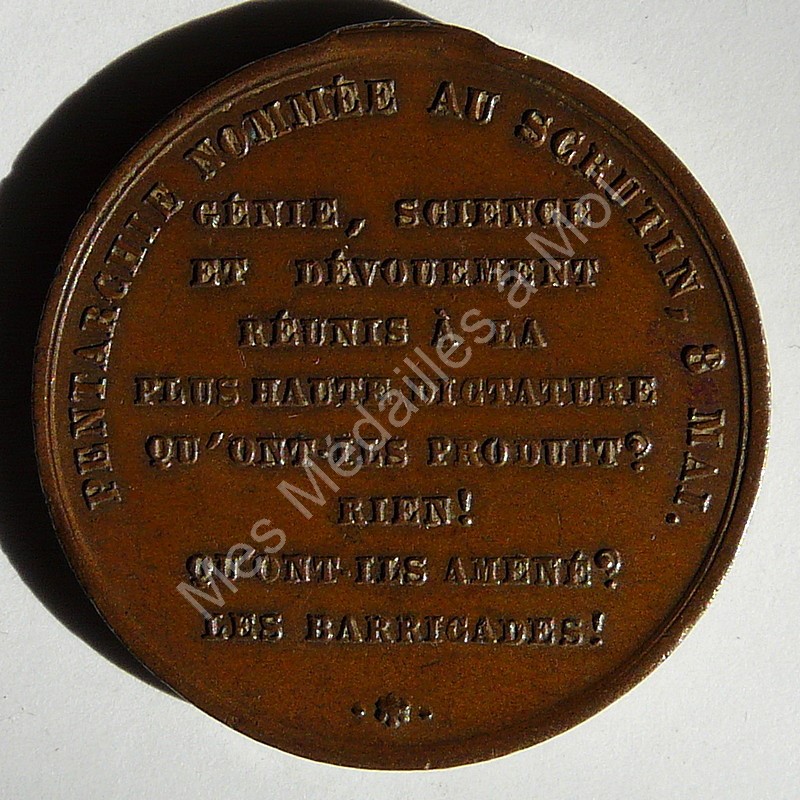 PENTARCHIE NOMMÉE AU SCRUTIN, 8 MAI.
GÉNIE, SCIENCE
ET DÉVOUEMENT
RÉUNIS À LA
PLUS HAUTE DICTATURE
QU'ONT-ILS PRODUIT?
RIEN!
QU'ONT-ILS AMENÉ?
LES BARRICADES!
Mes Médailles à Moi